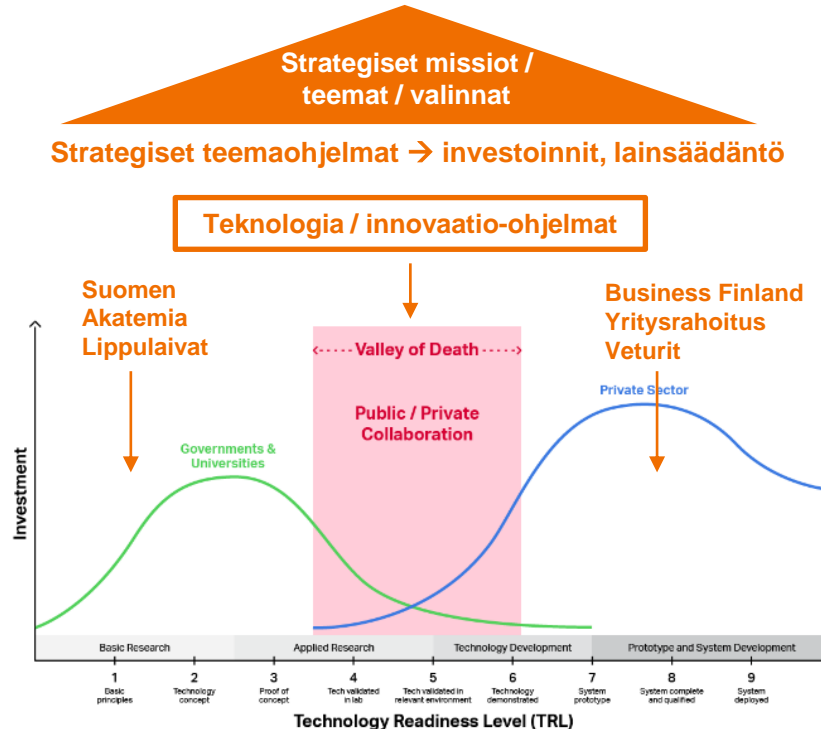 Strategiset missiot /
teemat / valinnat
Strategiset teemaohjelmat → investoinnit, lainsäädäntö
Teknologia / innovaatio-ohjelmat
Suomen
Akatemia
Lippulaivat
Business Finland
Yritysrahoitus
Veturit
Valley of Death
Public / Private
Collaboration
Private Sector
Governments &
Universities
Investment
Basic Research
Applied Research
Technology Development
Prototype and System Development
1
Basic
principles
2
Technology
concept
3
Proof of
concept
4
Tech validated
in lab
5
Tech validated in
relevant environment
6
Technology
demonstrated
7
System
prototype
8
System complete
and qualified
9
System
deployed
Technology Readiness Level (TRL)